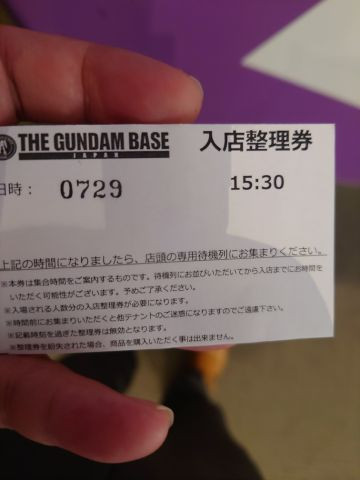 THE GUNDAM BASE
JAPAN
入店整理券
日時： 0729 15:30
上記の時間になりましたら、店頭の専用待機列にお集まりください。
※本券は集合時間をご案内するものです。待機列にお並びいただいてから入店までにお時間を
いただく可能性がございます。予めご了承ください。
※入場される人数分の入店整理券が必要になります。
※時間前にお集まりいただくと他テナントのご迷惑になりますのでご遠慮下さい。
※記載時刻を過ぎた整理券は無効となります。
※整理券を紛失された場合、商品を購入いただく事は出来ません。